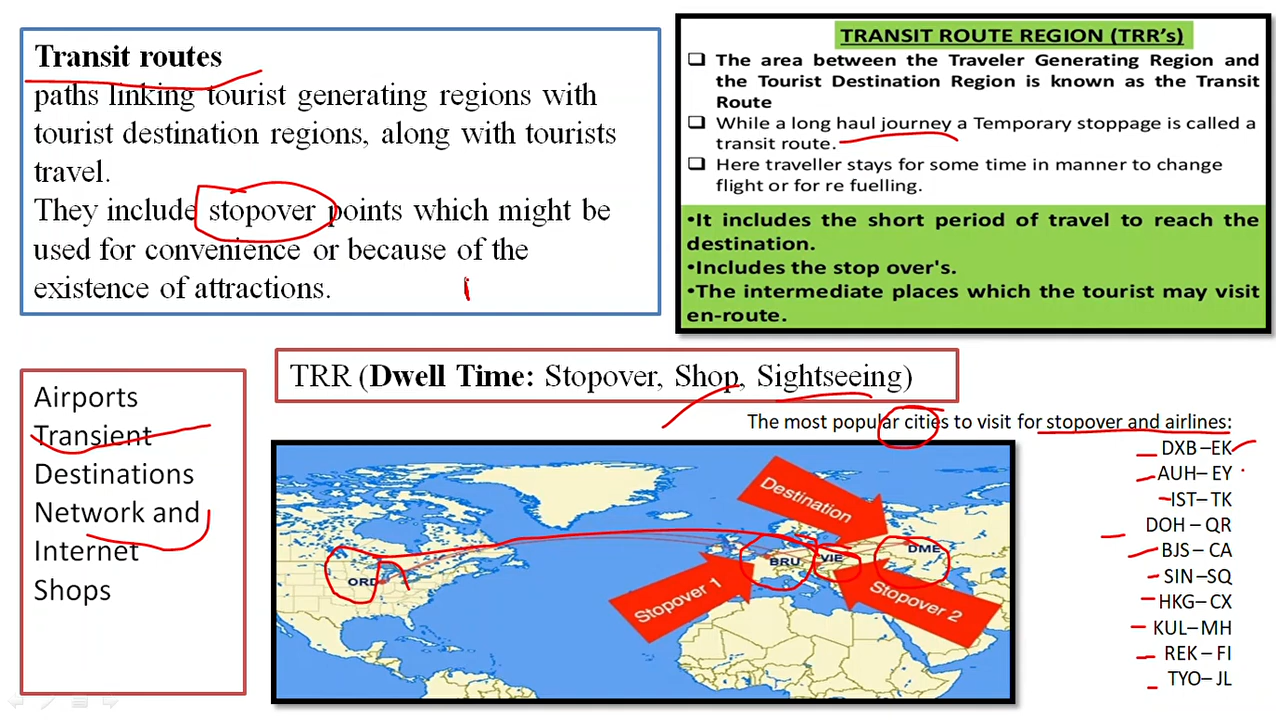 Transit routes
paths linking tourist generating regions with
tourist destination regions, along with tourists
travel.
They include stopover points which might be
used for convenience or because of the
existence of attractions.
TRANSIT ROUTE REGION (TRR's)
❑ The area between the Traveler Generating Region and
the Tourist Destination Region is known as the Transit
Route
❑ While a long haul journey a Temporary stoppage is called a
transit route.
❑ Here traveller stays for some time in manner to change
flight or for re fuelling.
•It includes the short period of travel to reach the
destination.
•Includes the stop over's.
•The intermediate places which the tourist may visit
en-route.
Airports
Transient
Destinations
Network and
Internet
Shops
TRR (Dwell Time: Stopover, Shop, Sightseeing)
The most popular cities to visit for stopover and airlines:
DXB –EK
AUH– EY
IST– TK
DOH – QR
BJS – CA
SIN –SQ
HKG– CX
KUL– MH
REK – FI
TYO– JL
Destination
ORD
BRU
VIE
DME
Stopover 1
Stopover 2